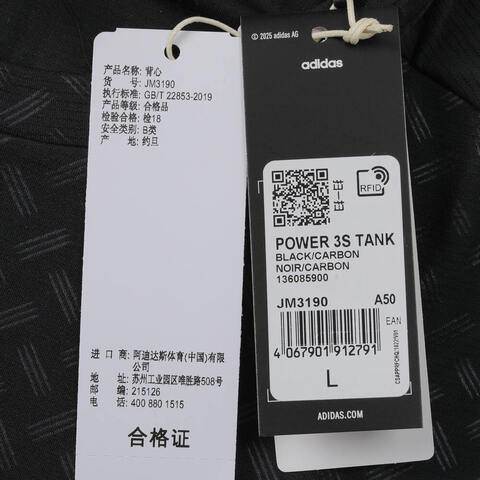 产品名称: 背心
货 号: JM3190
执行标准: GB/T 22853-2019
产品等级: 合格品
检验合格: 检18
安全类别: B类
产 地: 约旦
进 口 商: 阿迪达斯体育(中国)有限公司
地 址: 苏州工业园区唯胜路508号
邮 编: 215126
电 话: 400 880 1515
合格证
© 2025 adidas AG
adidas
RFID
POWER 3S TANK
BLACK/CARBON
NOIR/CARBON
136085900
JM3190 A50
EAN
4 067901 912791
L
ADIDAS.COM